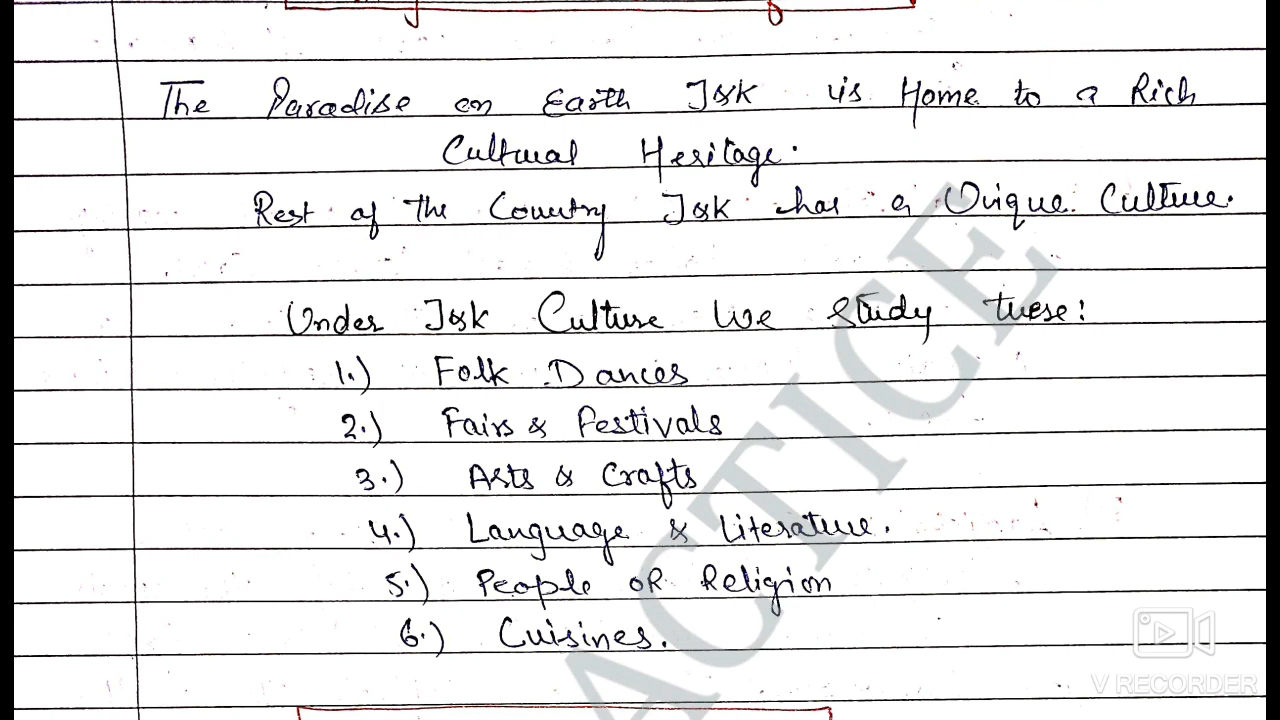 The Paradise on Earth J&K is Home to a Rich
Cultural Heritage.
Rest of the Country J&K has a Unique Culture.
Under J&K Culture we study these:
1.) Folk Dances
2.) Fairs & Festivals
3.) Arts & Crafts
4.) Language & Literature.
5.) People OR Religion
6.) Cuisines.
ACTICE
V RECORDER